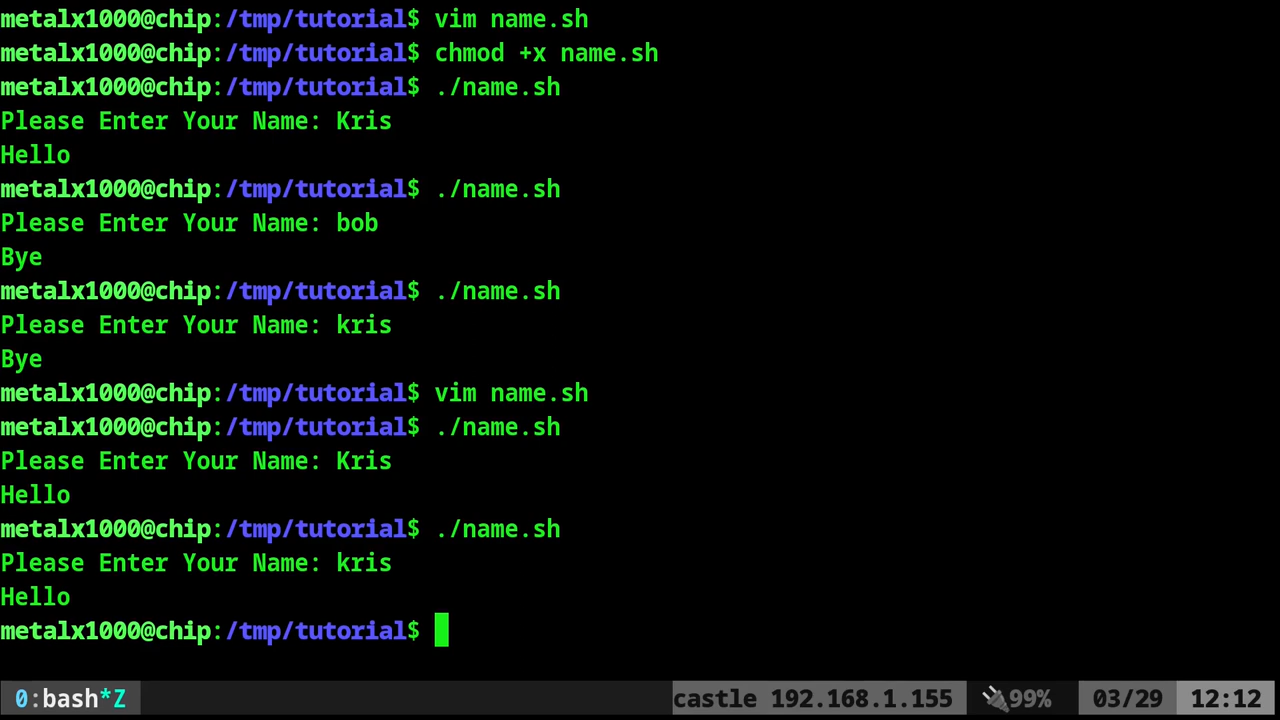 metalx1000@chip:/tmp/tutorial$ vim name.sh
metalx1000@chip:/tmp/tutorial$ chmod +x name.sh
metalx1000@chip:/tmp/tutorial$ ./name.sh
Please Enter Your Name: Kris
Hello
metalx1000@chip:/tmp/tutorial$ ./name.sh
Please Enter Your Name: bob
Bye
metalx1000@chip:/tmp/tutorial$ ./name.sh
Please Enter Your Name: kris
Bye
metalx1000@chip:/tmp/tutorial$ vim name.sh
metalx1000@chip:/tmp/tutorial$ ./name.sh
Please Enter Your Name: Kris
Hello
metalx1000@chip:/tmp/tutorial$ ./name.sh
Please Enter Your Name: kris
Hello
metalx1000@chip:/tmp/tutorial$
0:bash*Z castle 192.168.1.155 🔌99% 03/29 12:12